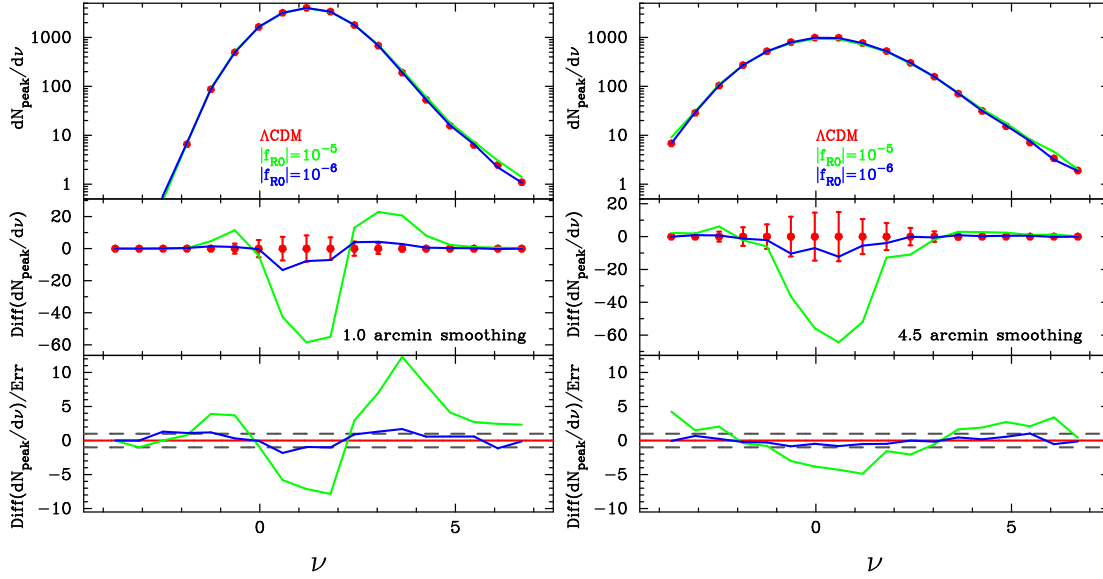 dN_peak/dν
1000
100
10
1
ΛCDM
|f_R0|=10^-5
|f_R0|=10^-6
Diff(dN_peak/dν)
20
0
−20
−40
−60
1.0 arcmin smoothing
Diff(dN_peak/dν)/Err
10
5
0
−5
−10
0
5
ν
dN_peak/dν
1000
100
10
1
ΛCDM
|f_R0|=10^-5
|f_R0|=10^-6
Diff(dN_peak/dν)
20
0
−20
−40
−60
4.5 arcmin smoothing
Diff(dN_peak/dν)/Err
10
5
0
−5
−10
0
5
ν